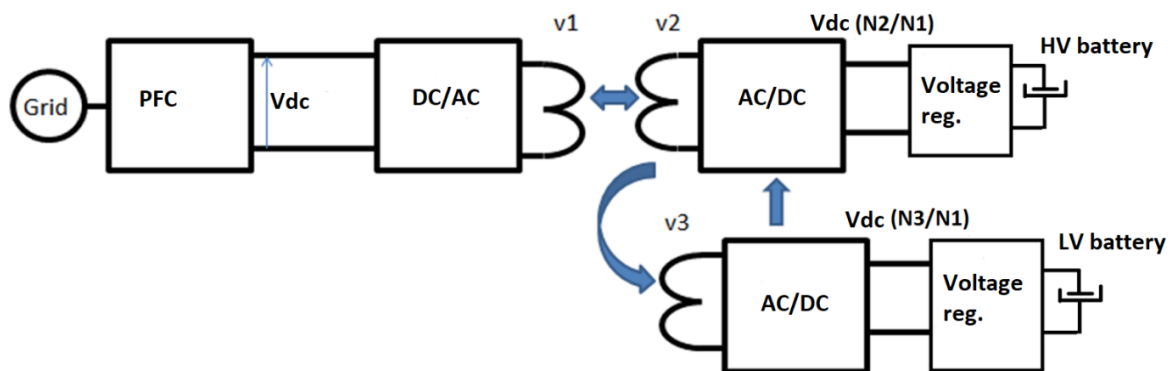 v1
v2
Vdc (N2/N1)
HV battery
Grid
PFC
Vdc
DC/AC
AC/DC
Voltage
reg.
v3
Vdc (N3/N1)
LV battery
AC/DC
Voltage
reg.